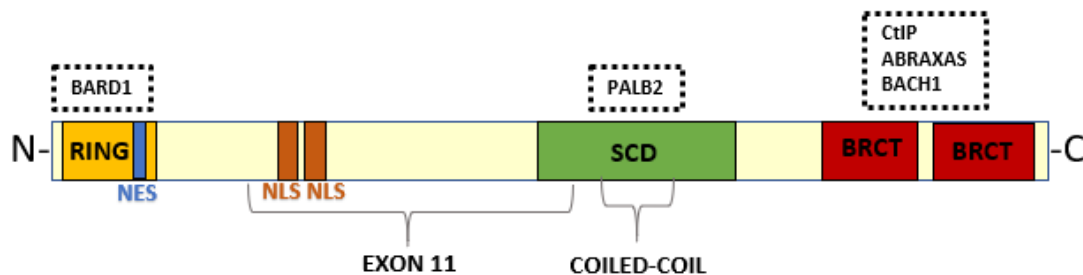 CtIP
ABRAXAS
BACH1
BARD1
PALB2
N- RING SCD BRCT BRCT -C
NES NLS NLS
EXON 11 COILED-COIL